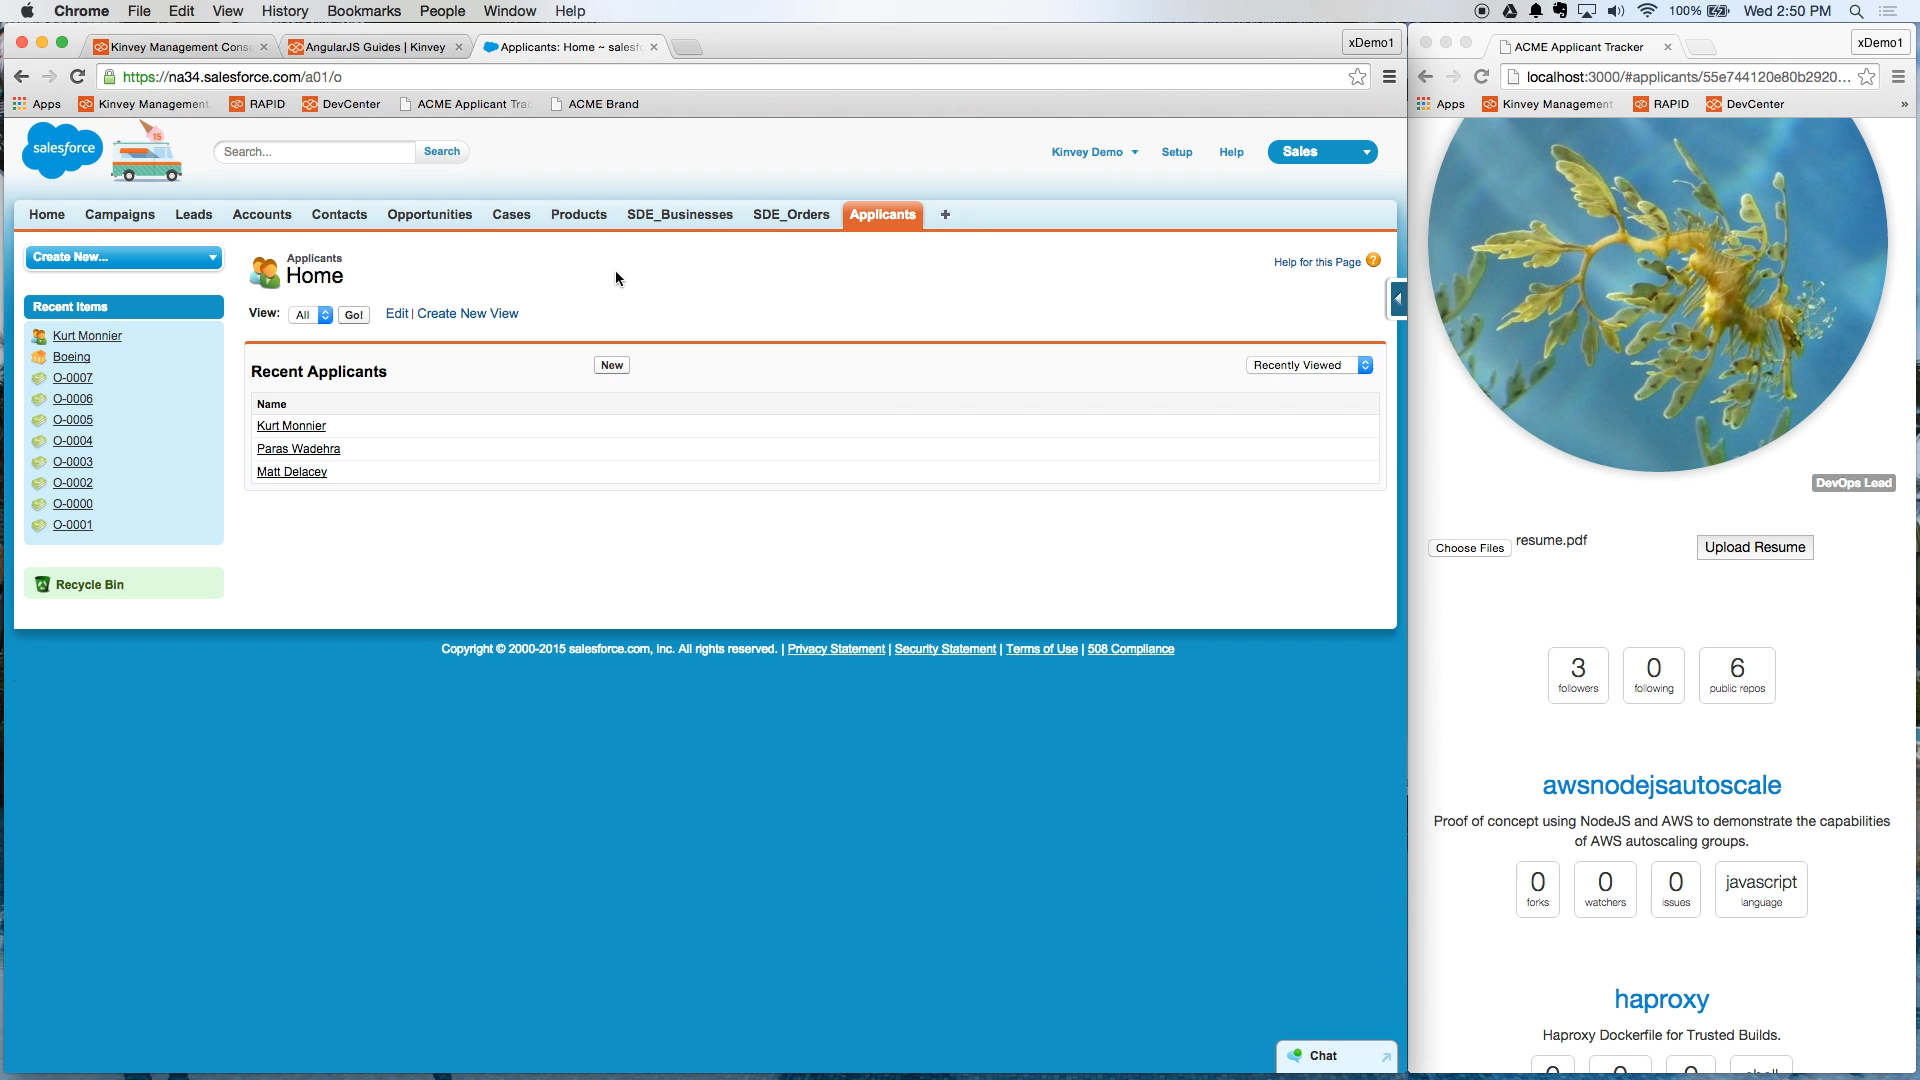 Chrome File Edit View History Bookmarks People Window Help
100% Wed 2:50 PM
Kinvey Management Cons
AngularJS Guides | Kinvey
Applicants: Home ~ salesf
xDemo1
https://na34.salesforce.com/a01/o
Apps Kinvey Management RAPID DevCenter ACME Applicant Tra ACME Brand
salesforce
15
Search...
Search
Kinvey Demo
Setup
Help
Sales
Home Campaigns Leads Accounts Contacts Opportunities Cases Products SDE_Businesses SDE_Orders Applicants +
Create New...
Recent Items
Kurt Monnier
Boeing
O-0007
O-0006
O-0005
O-0004
O-0003
O-0002
O-0000
O-0001
Recycle Bin
Applicants
Home
Help for this Page ?
View: All Go! Edit | Create New View
Recent Applicants
New
Recently Viewed
Name
Kurt Monnier
Paras Wadehra
Matt Delacey
Copyright © 2000-2015 salesforce.com, inc. All rights reserved. | Privacy Statement | Security Statement | Terms of Use | 508 Compliance
Chat
ACME Applicant Tracker
xDemo1
localhost:3000/#applicants/55e744120e80b2920...
Apps Kinvey Management RAPID DevCenter »
DevOps Lead
Choose Files resume.pdf
Upload Resume
3 0 6
followers following public repos
awsnodejsautoscale
Proof of concept using NodeJS and AWS to demonstrate the capabilities
of AWS autoscaling groups.
0 0 0 javascript
forks watchers issues language
haproxy
Haproxy Dockerfile for Trusted Builds.